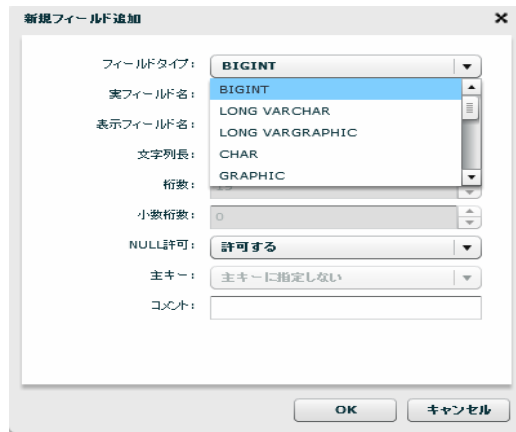 新規フィールド追加
フィールドタイプ: BIGINT
実フィールド名: BIGINT
LONG VARCHAR
表示フィールド名: LONG VARGRAPHIC
文字列長: CHAR
GRAPHIC
桁数: 19
小数桁数: 0
NULL許可: 許可する
主キー: 主キーに指定しない
コメント:
OK キャンセル